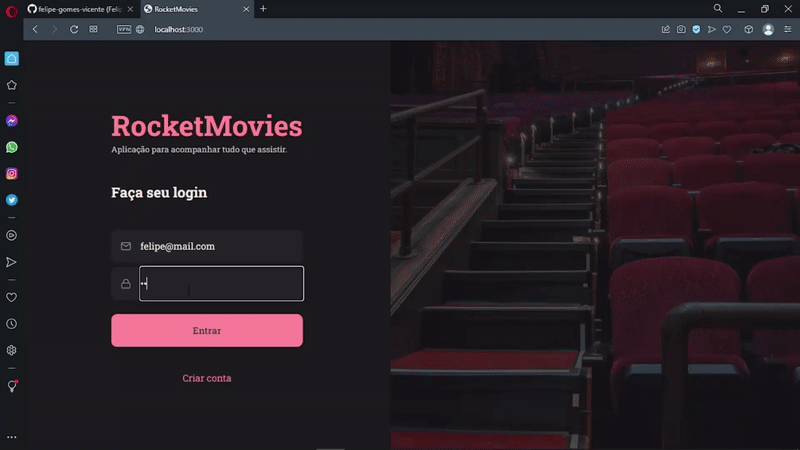 felipe-gomes-vicente (Felip
RocketMovies
VPN
localhost:3000
RocketMovies
Aplicação para acompanhar tudo que assistir.
Faça seu login
felipe@mail.com
••
Entrar
Criar conta